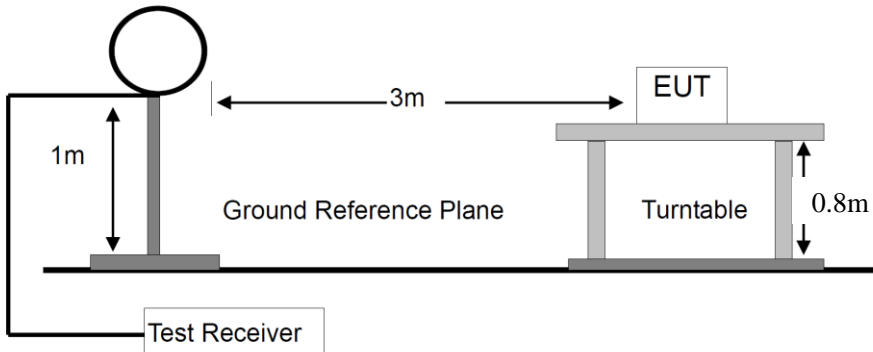 EUT
3m
1m
Ground Reference Plane
Turntable
0.8m
Test Receiver